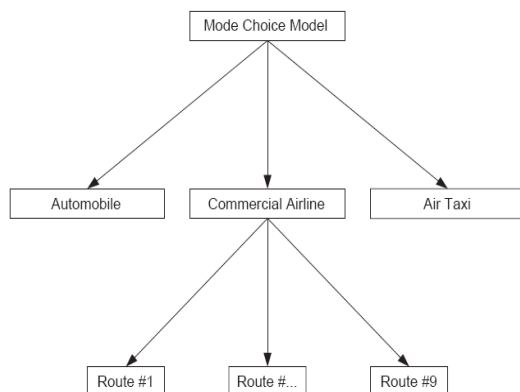 Mode Choice Model
Automobile
Commercial Airline
Air Taxi
Route #1
Route #...
Route #9